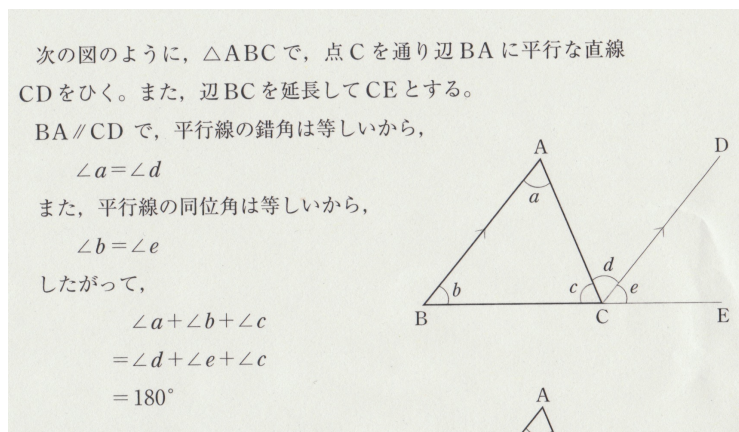 次の図のように，△ABCで，点Cを通り辺BAに平行な直線
CDをひく。また，辺BCを延長してCEとする。
BA∥CD で，平行線の錯角は等しいから，
∠a＝∠d
また，平行線の同位角は等しいから，
∠b＝∠e
したがって，
∠a＋∠b＋∠c
＝∠d＋∠e＋∠c
＝180°
A
D
a
d
b
c
e
B
C
E
A